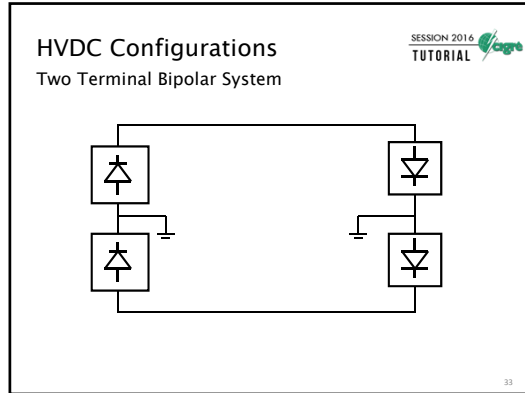 HVDC Configurations
Two Terminal Bipolar System
SESSION 2016
TUTORIAL
cigre
33